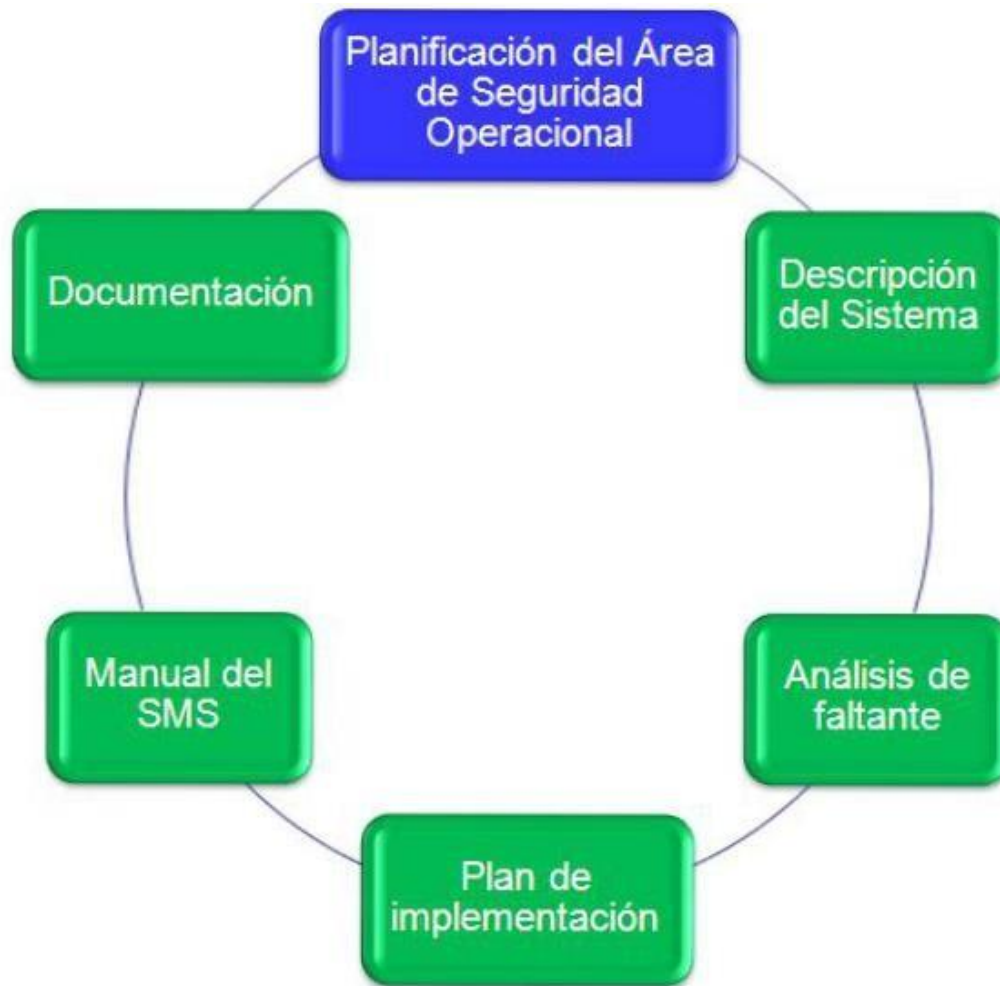 Planificación del Área
de Seguridad
Operacional
Descripción
del Sistema
Análisis de
faltante
Plan de
implementación
Manual del
SMS
Documentación